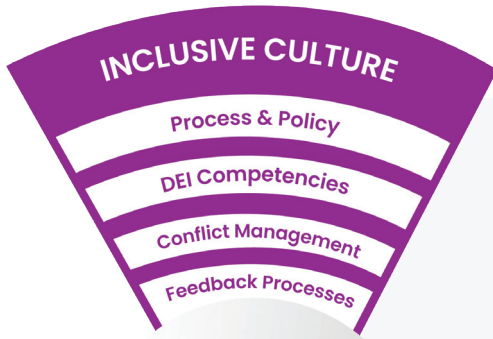 INCLUSIVE CULTURE
Process & Policy
DEI Competencies
Conflict Management
Feedback Processes